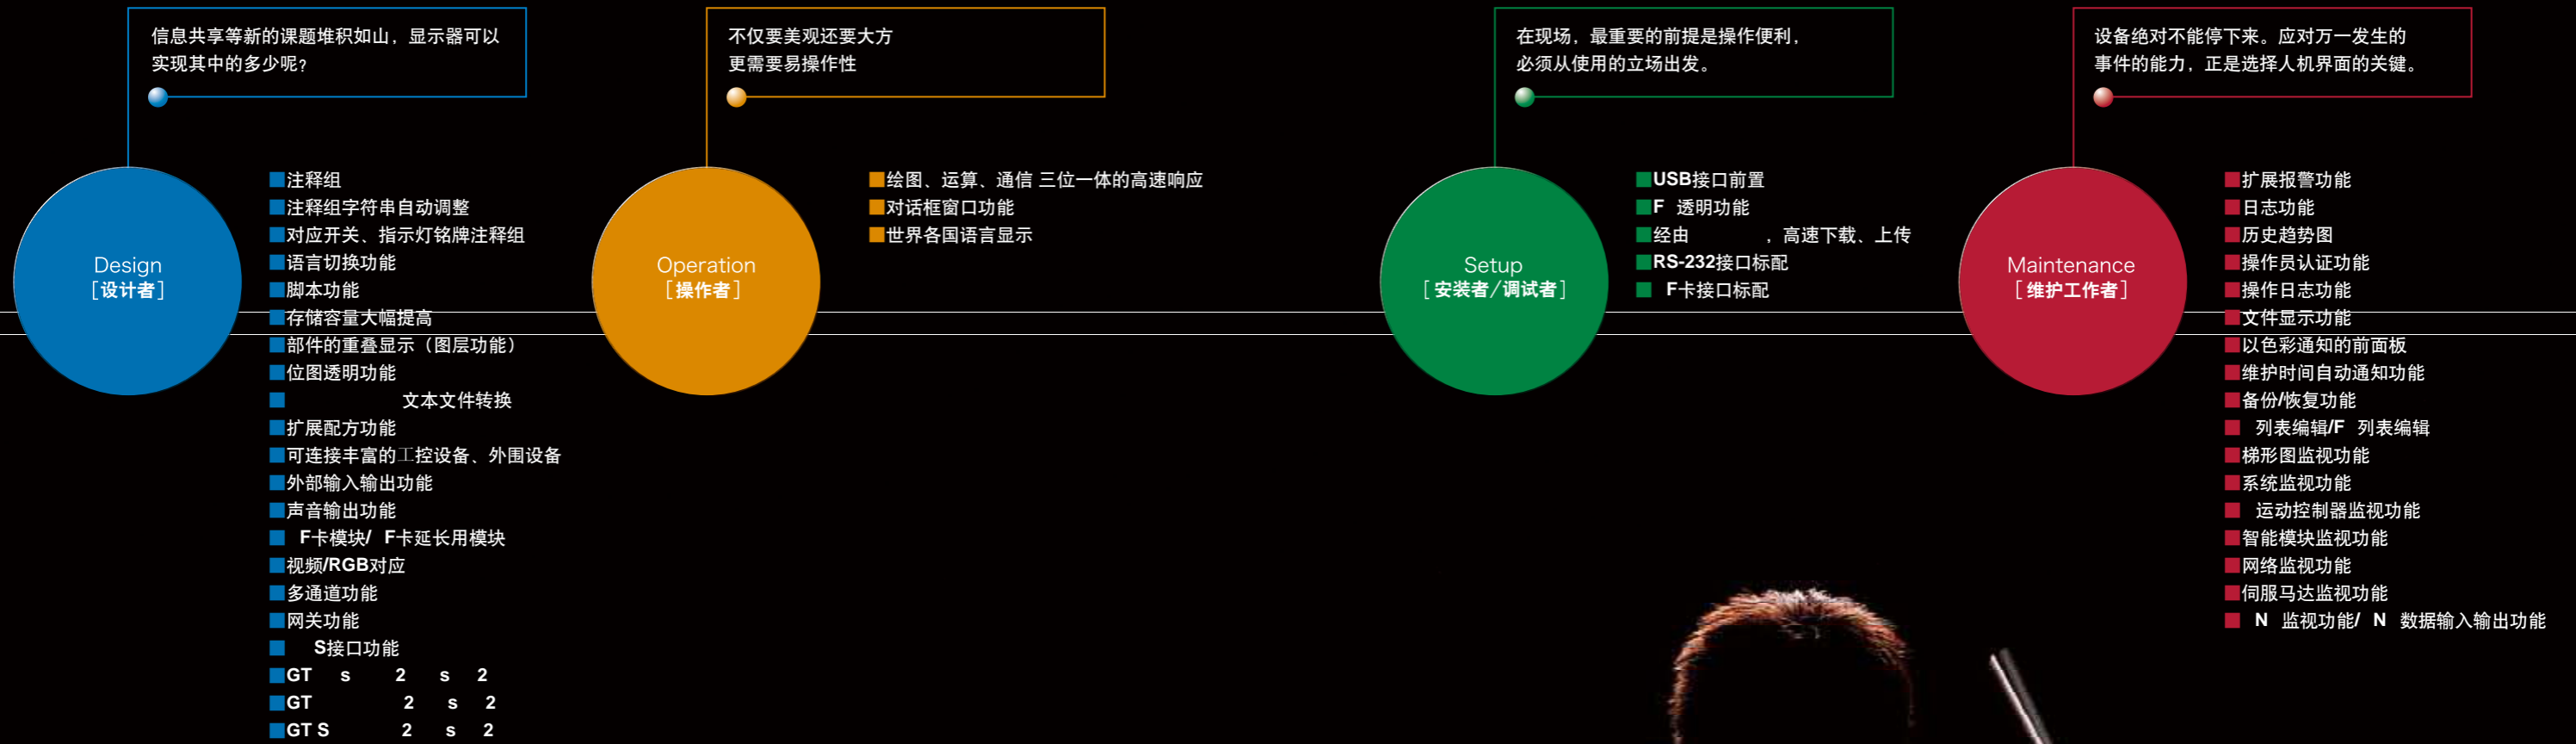 信息共享等新的课题堆积如山，显示器可以
实现其中的多少呢？
Design
［设计者］
■注释组
■注释组字符串自动调整
■对应开关、指示灯铭牌注释组
■语言切换功能
■脚本功能
■存储容量大幅提高
■部件的重叠显示（图层功能）
■位图透明功能
■ 文本文件转换
■扩展配方功能
■可连接丰富的工控设备、外围设备
■外部输入输出功能
■声音输出功能
■ F卡模块/ F卡延长用模块
■视频/RGB对应
■多通道功能
■网关功能
■ S接口功能
■GT s 2 s 2
■GT 2 s 2
■GT S 2 s 2
不仅要美观还要大方
更需要易操作性
Operation
［操作者］
■绘图、运算、通信 三位一体的高速响应
■对话框窗口功能
■世界各国语言显示
在现场，最重要的前提是操作便利，
必须从使用的立场出发。
Setup
［安装者/调试者］
■USB接口前置
■F 透明功能
■经由 ，高速下载、上传
■RS-232接口标配
■ F卡接口标配
设备绝对不能停下来。应对万一发生的
事件的能力，正是选择人机界面的关键。
Maintenance
［维护工作者］
■扩展报警功能
■日志功能
■历史趋势图
■操作员认证功能
■操作日志功能
■文件显示功能
■以色彩通知的前面板
■维护时间自动通知功能
■备份/恢复功能
■ 列表编辑/F 列表编辑
■梯形图监视功能
■系统监视功能
■ 运动控制器监视功能
■智能模块监视功能
■网络监视功能
■伺服马达监视功能
■ N 监视功能/ N 数据输入输出功能